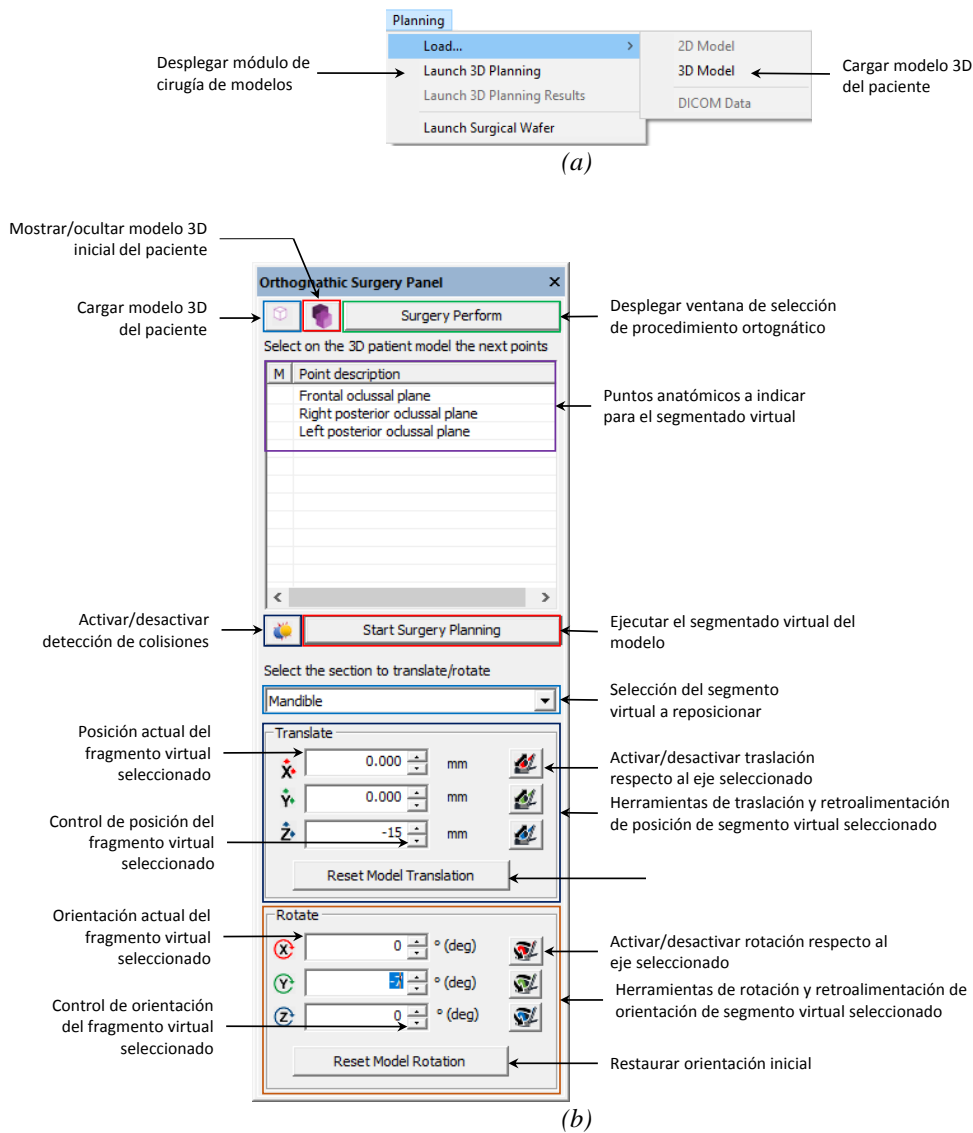 Planning
Load...
Launch 3D Planning
Launch 3D Planning Results
Launch Surgical Wafer
2D Model
3D Model
DICOM Data
Desplegar módulo de
cirugía de modelos
Cargar modelo 3D
del paciente
(a)
Mostrar/ocultar modelo 3D
inicial del paciente
Cargar modelo 3D
del paciente
Orthognathic Surgery Panel
Surgery Perform
Desplegar ventana de selección
de procedimiento ortognático
Select on the 3D patient model the next points
M Point description
Frontal oclussal plane
Right posterior oclussal plane
Left posterior oclussal plane
Puntos anatómicos a indicar
para el segmentado virtual
Activar/desactivar
detección de colisiones
Start Surgery Planning
Ejecutar el segmentado virtual del
modelo
Select the section to translate/rotate
Mandible
Selección del segmento
virtual a reposicionar
Posición actual del
fragmento virtual
seleccionado
Control de posición del
fragmento virtual
seleccionado
Translate
X 0.000 mm
Y 0.000 mm
Z -15 mm
Reset Model Translation
Activar/desactivar traslación
respecto al eje seleccionado
Herramientas de traslación y retroalimentación
de posición de segmento virtual seleccionado
Orientación actual del
fragmento virtual
seleccionado
Control de orientación
del fragmento virtual
seleccionado
Rotate
X 0 º (deg)
Y -5 º (deg)
Z 0 º (deg)
Reset Model Rotation
Activar/desactivar rotación respecto al
eje seleccionado
Herramientas de rotación y retroalimentación de
orientación de segmento virtual seleccionado
Restaurar orientación inicial
(b)